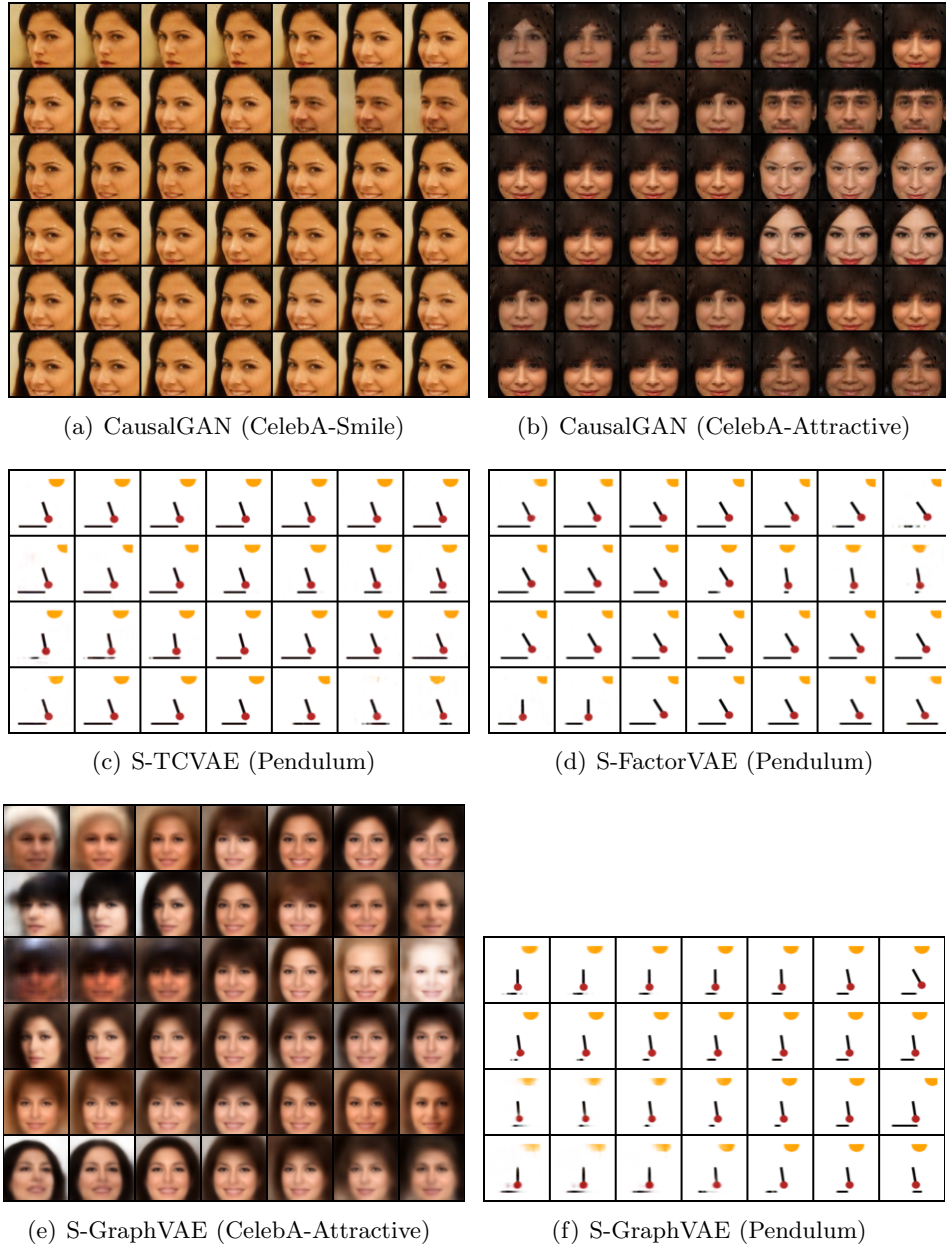 (a) CausalGAN (CelebA-Smile)
(b) CausalGAN (CelebA-Attractive)
(c) S-TCVAE (Pendulum)
(d) S-FactorVAE (Pendulum)
(e) S-GraphVAE (CelebA-Attractive)
(f) S-GraphVAE (Pendulum)